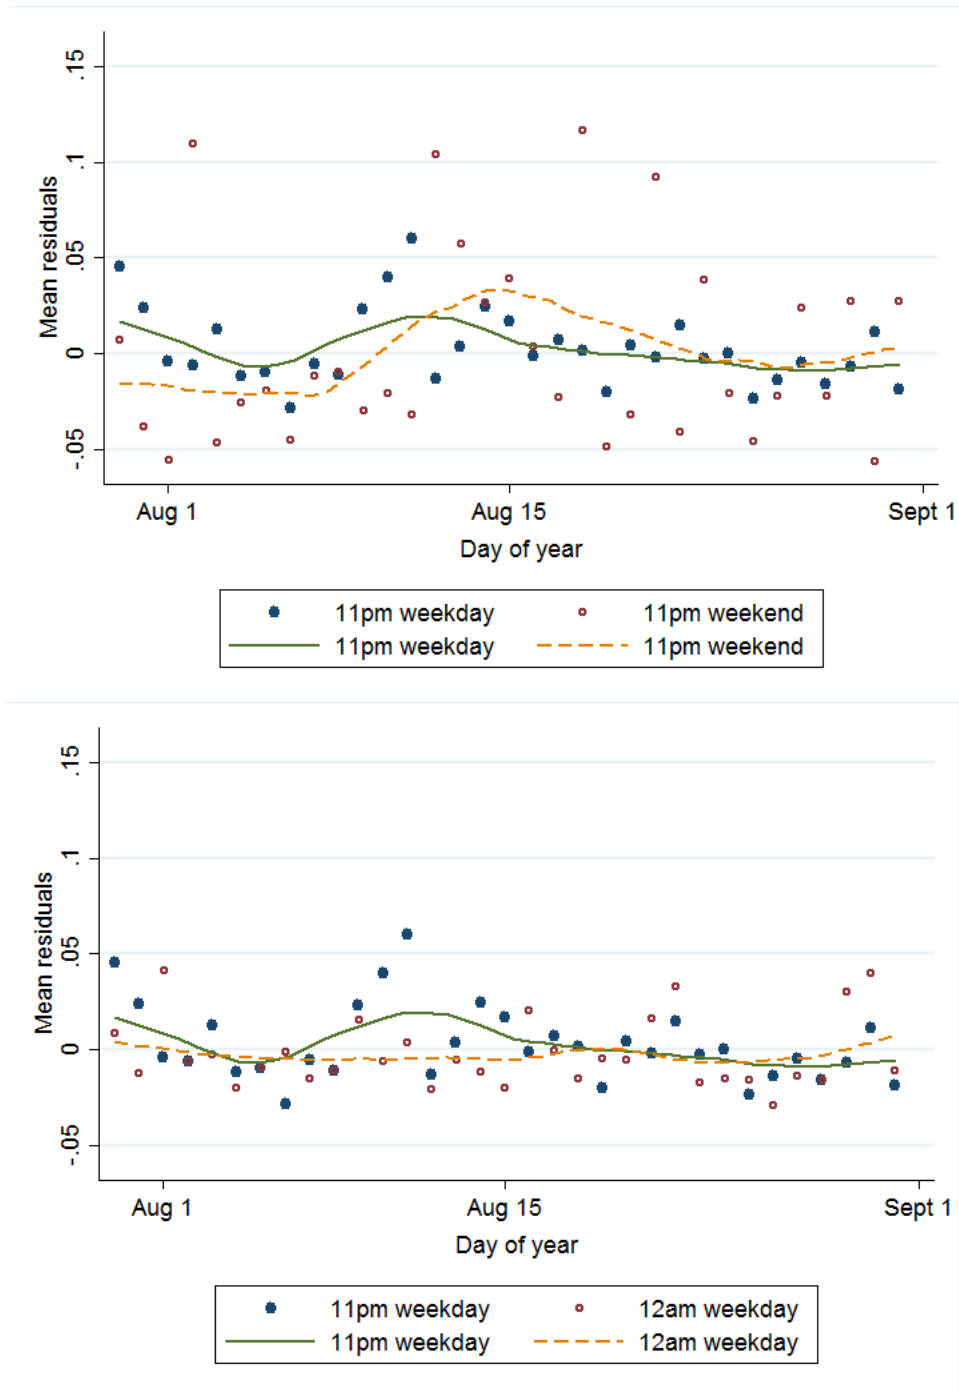 .15
.1
.05
0
-.05
Mean residuals
Aug 1 Aug 15 Sept 1
Day of year
11pm weekday 11pm weekend
11pm weekday 11pm weekend
.15
.1
.05
0
-.05
Mean residuals
Aug 1 Aug 15 Sept 1
Day of year
11pm weekday 12am weekday
11pm weekday 12am weekday